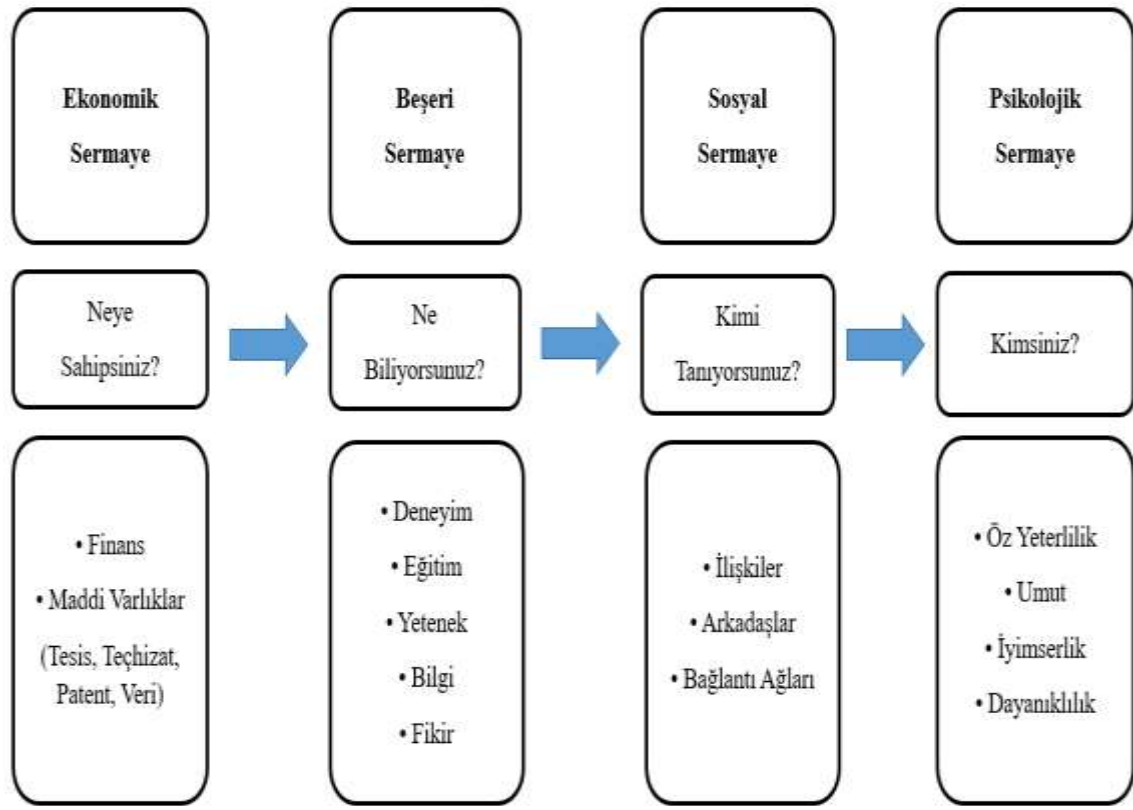 Ekonomik
Sermaye
Beşeri
Sermaye
Sosyal
Sermaye
Psikolojik
Sermaye
Neye
Sahipsiniz?
Ne
Biliyorsunuz?
Kimi
Tanıyorsunuz?
Kimsiniz?
• Finans
• Maddi Varlıklar
(Tesis, Teçhizat,
Patent, Veri)
• Deneyim
• Eğitim
• Yetenek
• Bilgi
• Fikir
• İlişkiler
• Arkadaşlar
• Bağlantı Ağları
• Öz Yeterlilik
• Umut
• İyimserlik
• Dayanıklılık